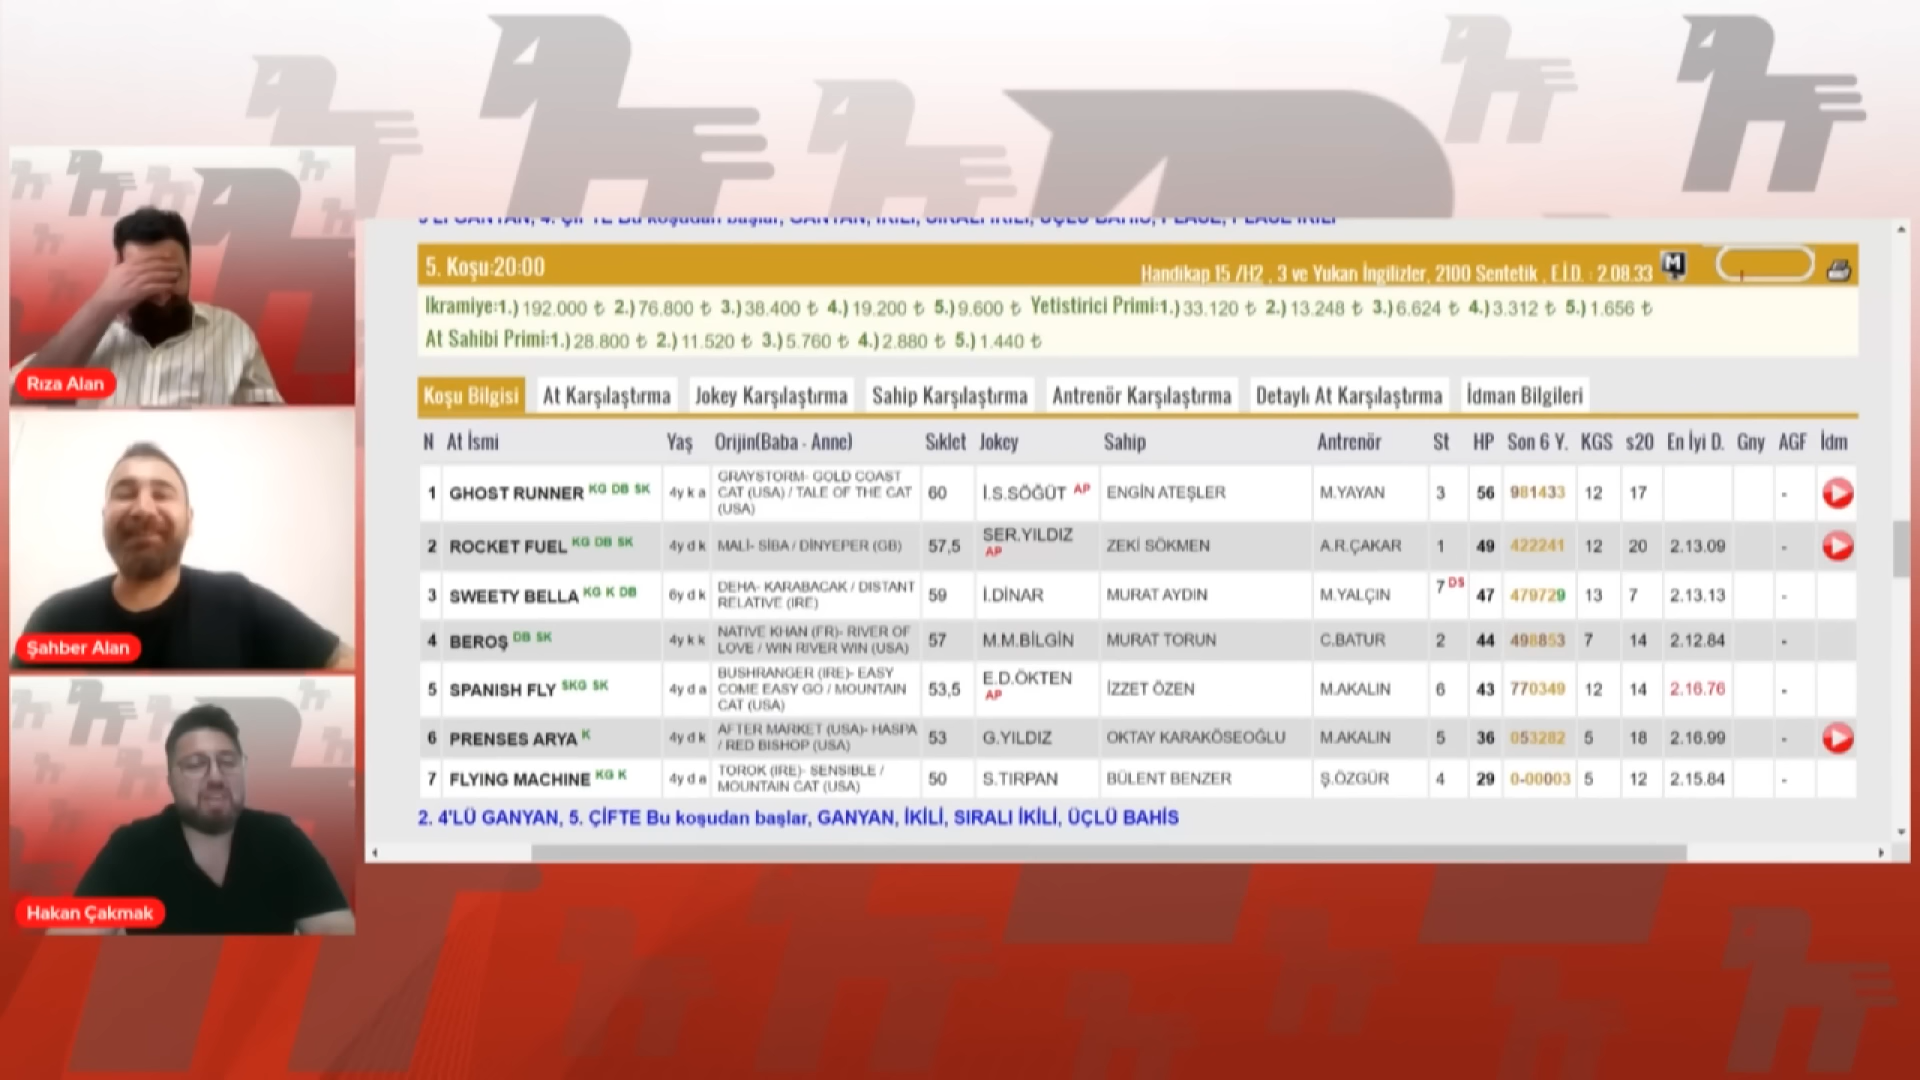 5. Koşu:20:00
Handikap 15 /H2 , 3 ve Yukarı İngilizler, 2100 Sentetik , E.İ.D. : 2.08.33
M
Ikramiye:1.) 192.000 ₺ 2.) 76.800 ₺ 3.) 38.400 ₺ 4.) 19.200 ₺ 5.) 9.600 ₺ Yetistirici Primi:1.) 33.120 ₺ 2.) 13.248 ₺ 3.) 6.624 ₺ 4.) 3.312 ₺ 5.) 1.656 ₺
At Sahibi Primi:1.) 28.800 ₺ 2.) 11.520 ₺ 3.) 5.760 ₺ 4.) 2.880 ₺ 5.) 1.440 ₺
Koşu Bilgisi At Karşılaştırma Jokey Karşılaştırma Sahip Karşılaştırma Antrenör Karşılaştırma Detaylı At Karşılaştırma İdman Bilgileri
N At İsmi Yaş Orijin(Baba - Anne) Sıklet Jokey Sahip Antrenör St HP Son 6 Y. KGS s20 En İyi D. Gny AGF İdm
1 GHOST RUNNER KG DB SK 4y k a GRAYSTORM- GOLD COAST CAT (USA) / TALE OF THE CAT (USA) 60 İ.S.SÖĞÜT AP ENGİN ATEŞLER M.YAYAN 3 56 981433 12 17 -
2 ROCKET FUEL KG DB SK 4y d k MALİ- SİBA / DİNYEPER (GB) 57,5 SER.YILDIZ AP ZEKİ SÖKMEN A.R.ÇAKAR 1 49 422241 12 20 2.13.09 -
3 SWEETY BELLA KG K DB 6y d k DEHA- KARABACAK / DISTANT RELATIVE (IRE) 59 İ.DİNAR MURAT AYDIN M.YALÇIN 7 DS 47 479729 13 7 2.13.13 -
4 BEROŞ DB SK 4y k k NATIVE KHAN (FR)- RIVER OF LOVE / WIN RIVER WIN (USA) 57 M.M.BİLGİN MURAT TORUN C.BATUR 2 44 498853 7 14 2.12.84 -
5 SPANISH FLY SKG SK 4y d a BUSHRANGER (IRE)- EASY COME EASY GO / MOUNTAIN CAT (USA) 53,5 E.D.ÖKTEN AP İZZET ÖZEN M.AKALIN 6 43 770349 12 14 2.16.76 -
6 PRENSES ARYA K 4y d k AFTER MARKET (USA)- HASPA / RED BISHOP (USA) 53 G.YILDIZ OKTAY KARAKÖSEOĞLU M.AKALIN 5 36 053282 5 18 2.16.99 -
7 FLYING MACHINE KG K 4y d a TOROK (IRE)- SENSIBLE / MOUNTAIN CAT (USA) 50 S.TIRPAN BÜLENT BENZER Ş.ÖZGÜR 4 29 0-00003 5 12 2.15.84 -
2. 4'LÜ GANYAN, 5. ÇİFTE Bu koşudan başlar, GANYAN, İKİLİ, SIRALI İKİLİ, ÜÇLÜ BAHİS
Rıza Alan
Şahber Alan
Hakan Çakmak